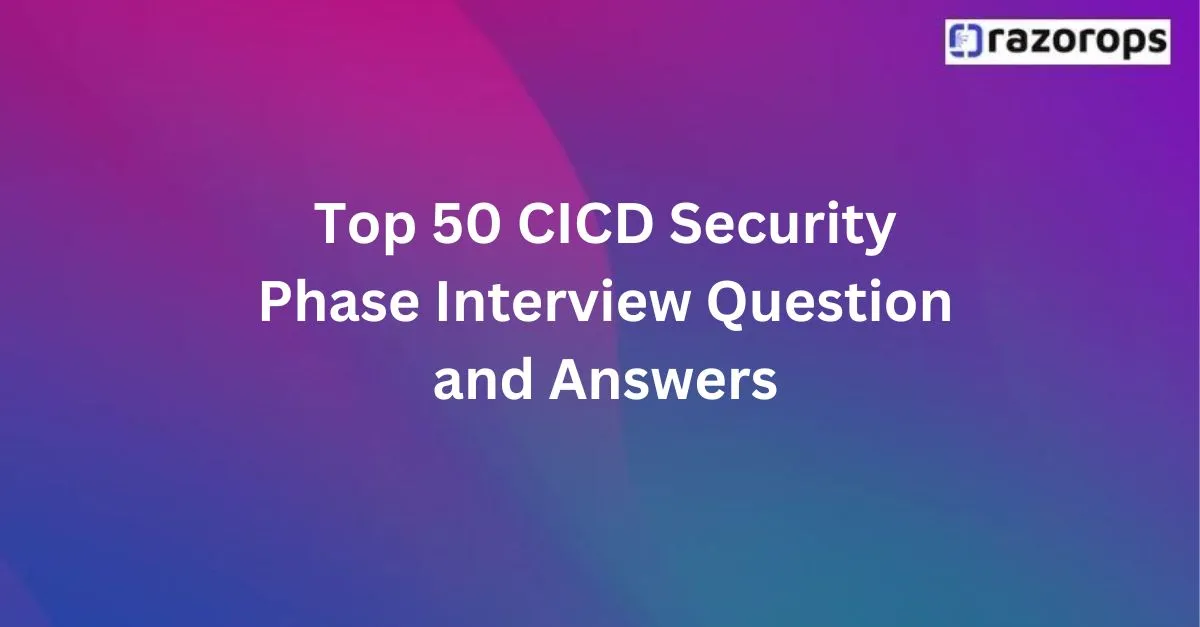 razorops
Top 50 CICD Security
Phase Interview Question
and Answers